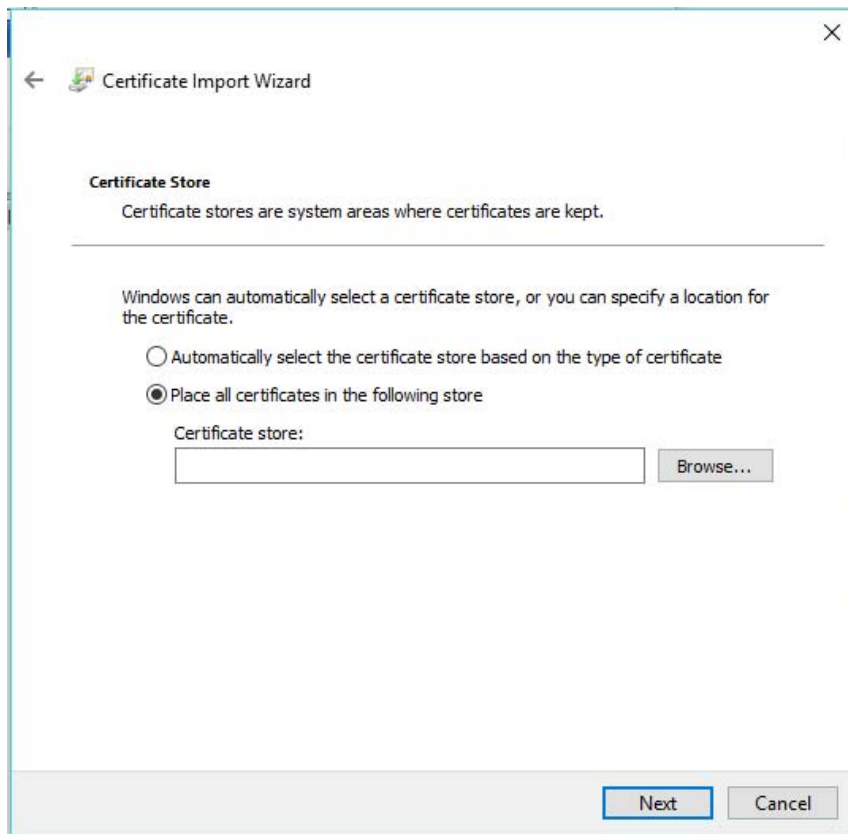 Certificate Import Wizard
Certificate Store
Certificate stores are system areas where certificates are kept.
Windows can automatically select a certificate store, or you can specify a location for
the certificate.
Automatically select the certificate store based on the type of certificate
Place all certificates in the following store
Certificate store:
Browse...
Next
Cancel